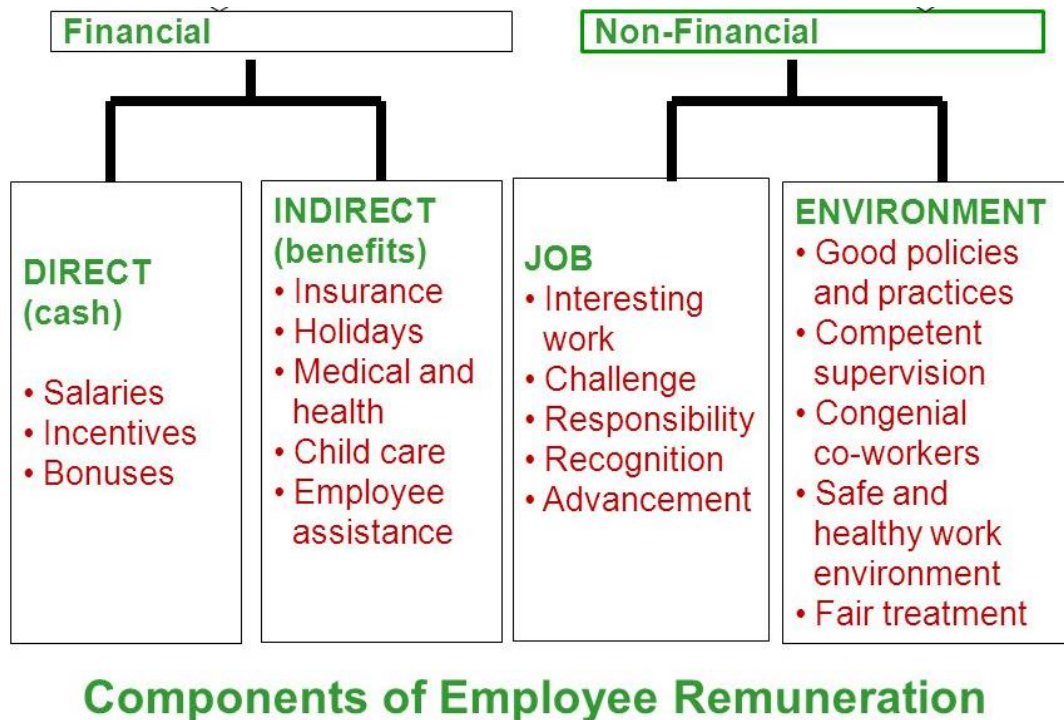 Financial
Non-Financial
DIRECT
(cash)
• Salaries
• Incentives
• Bonuses
INDIRECT
(benefits)
• Insurance
• Holidays
• Medical and
health
• Child care
• Employee
assistance
JOB
• Interesting
work
• Challenge
• Responsibility
• Recognition
• Advancement
ENVIRONMENT
• Good policies
and practices
• Competent
supervision
• Congenial
co-workers
• Safe and
healthy work
environment
• Fair treatment
Components of Employee Remuneration